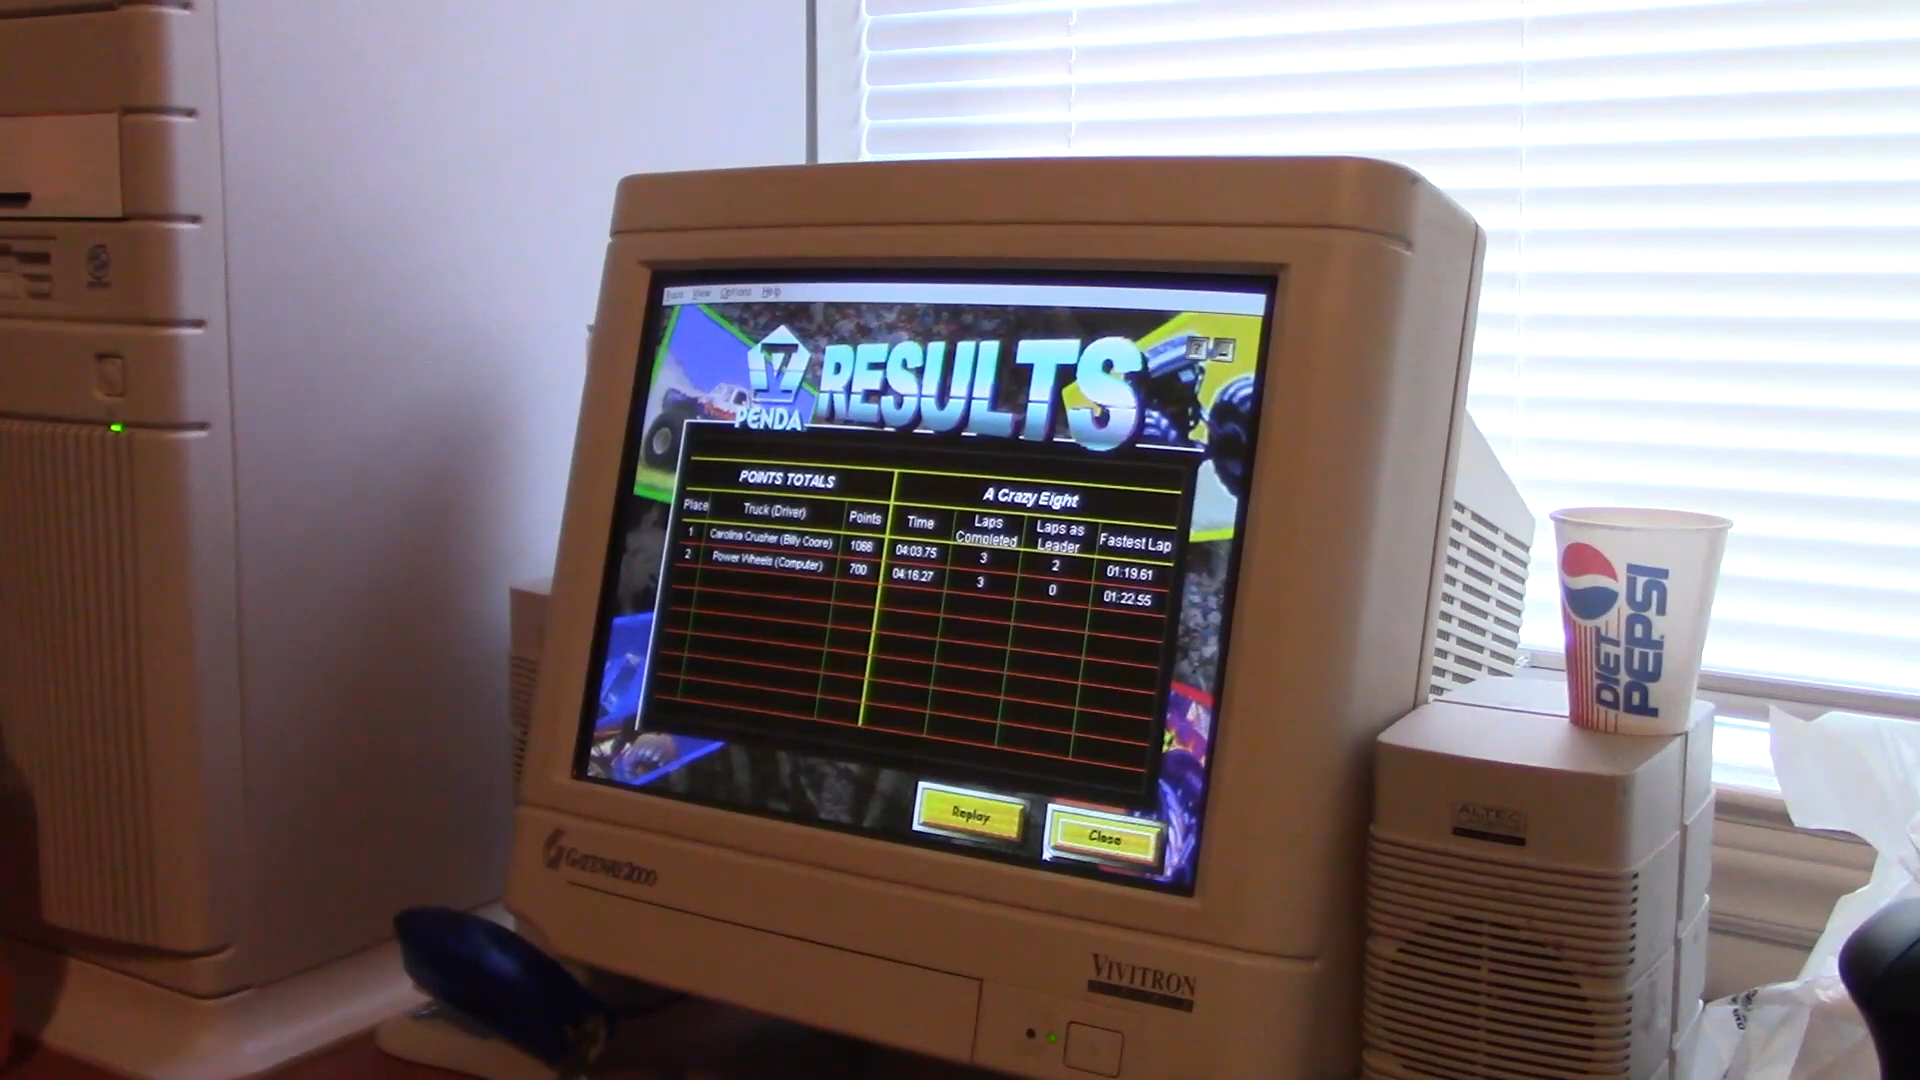 Race View Options Help
PENDA
RESULTS
?
POINTS TOTALS
A Crazy Eight
Place Truck (Driver) Points Time Laps Completed Laps as Leader Fastest Lap
1 Carolina Crusher (Billy Coore) 1066 04:03.75 3 2 01:19.61
2 Power Wheels (Computer) 700 04:16.27 3 0 01:22.55
Replay
Close
GATEWAY2000
VIVITRON
ALTEC
DIET
PEPSI